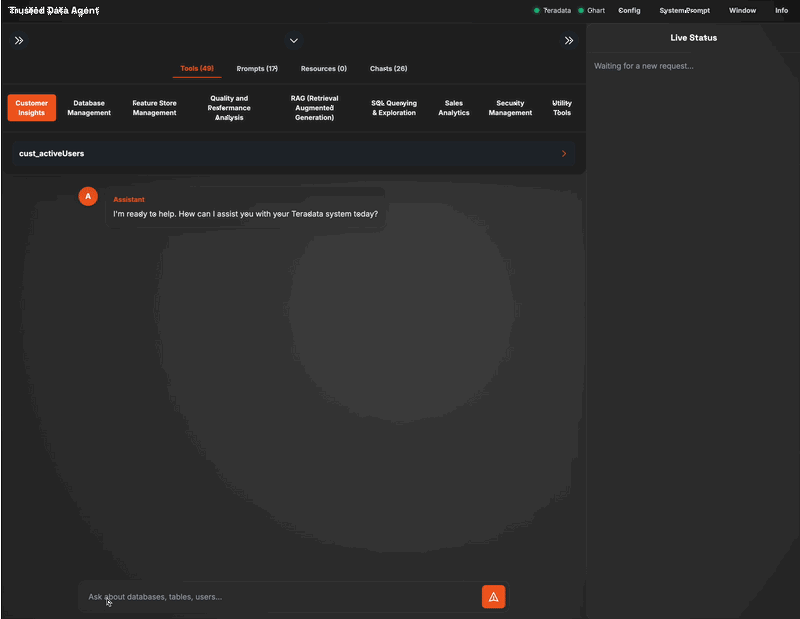 Trusted Data Agent
Teradata
Chart
Config
System Prompt
Window
Info
Live Status
Waiting for a new request...
Tools (49)
Prompts (17)
Resources (0)
Charts (26)
Customer
Insights
Database
Management
Feature Store
Management
Quality and
Performance
Analysis
RAG (Retrieval
Augmented
Generation)
SQL Querying
& Exploration
Sales
Analytics
Security
Management
Utility
Tools
cust_activeUsers
A
Assistant
I'm ready to help. How can I assist you with your Teradata system today?
Ask about databases, tables, users...